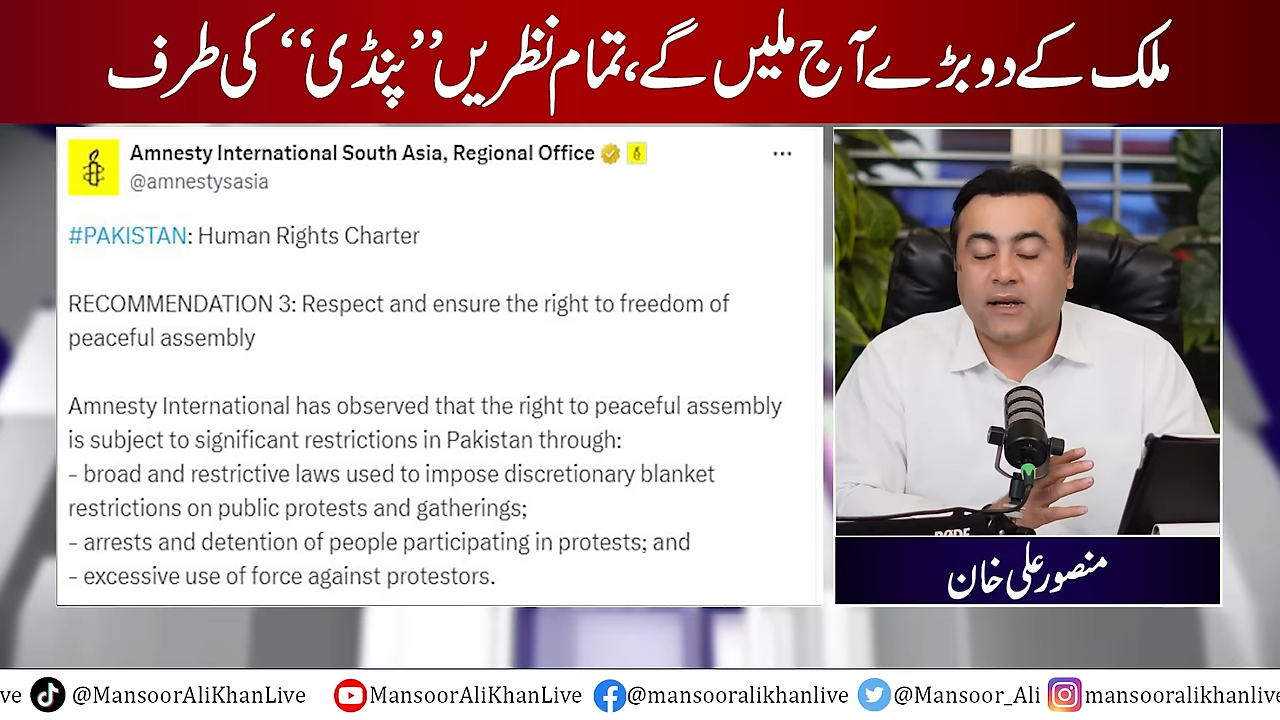 ملک کے دو بڑے آج ملیں گے، تمام نظریں ”پنڈی“ کی طرف
Amnesty International South Asia, Regional Office
@amnestysasia
#PAKISTAN: Human Rights Charter
RECOMMENDATION 3: Respect and ensure the right to freedom of
peaceful assembly
Amnesty International has observed that the right to peaceful assembly
is subject to significant restrictions in Pakistan through:
- broad and restrictive laws used to impose discretionary blanket
restrictions on public protests and gatherings;
- arrests and detention of people participating in protests; and
- excessive use of force against protestors.
RØDE
منصور علی خان
ve @MansoorAliKhanLive MansoorAliKhanLive @mansooralikhanlive @Mansoor_Ali mansooralikhanlive